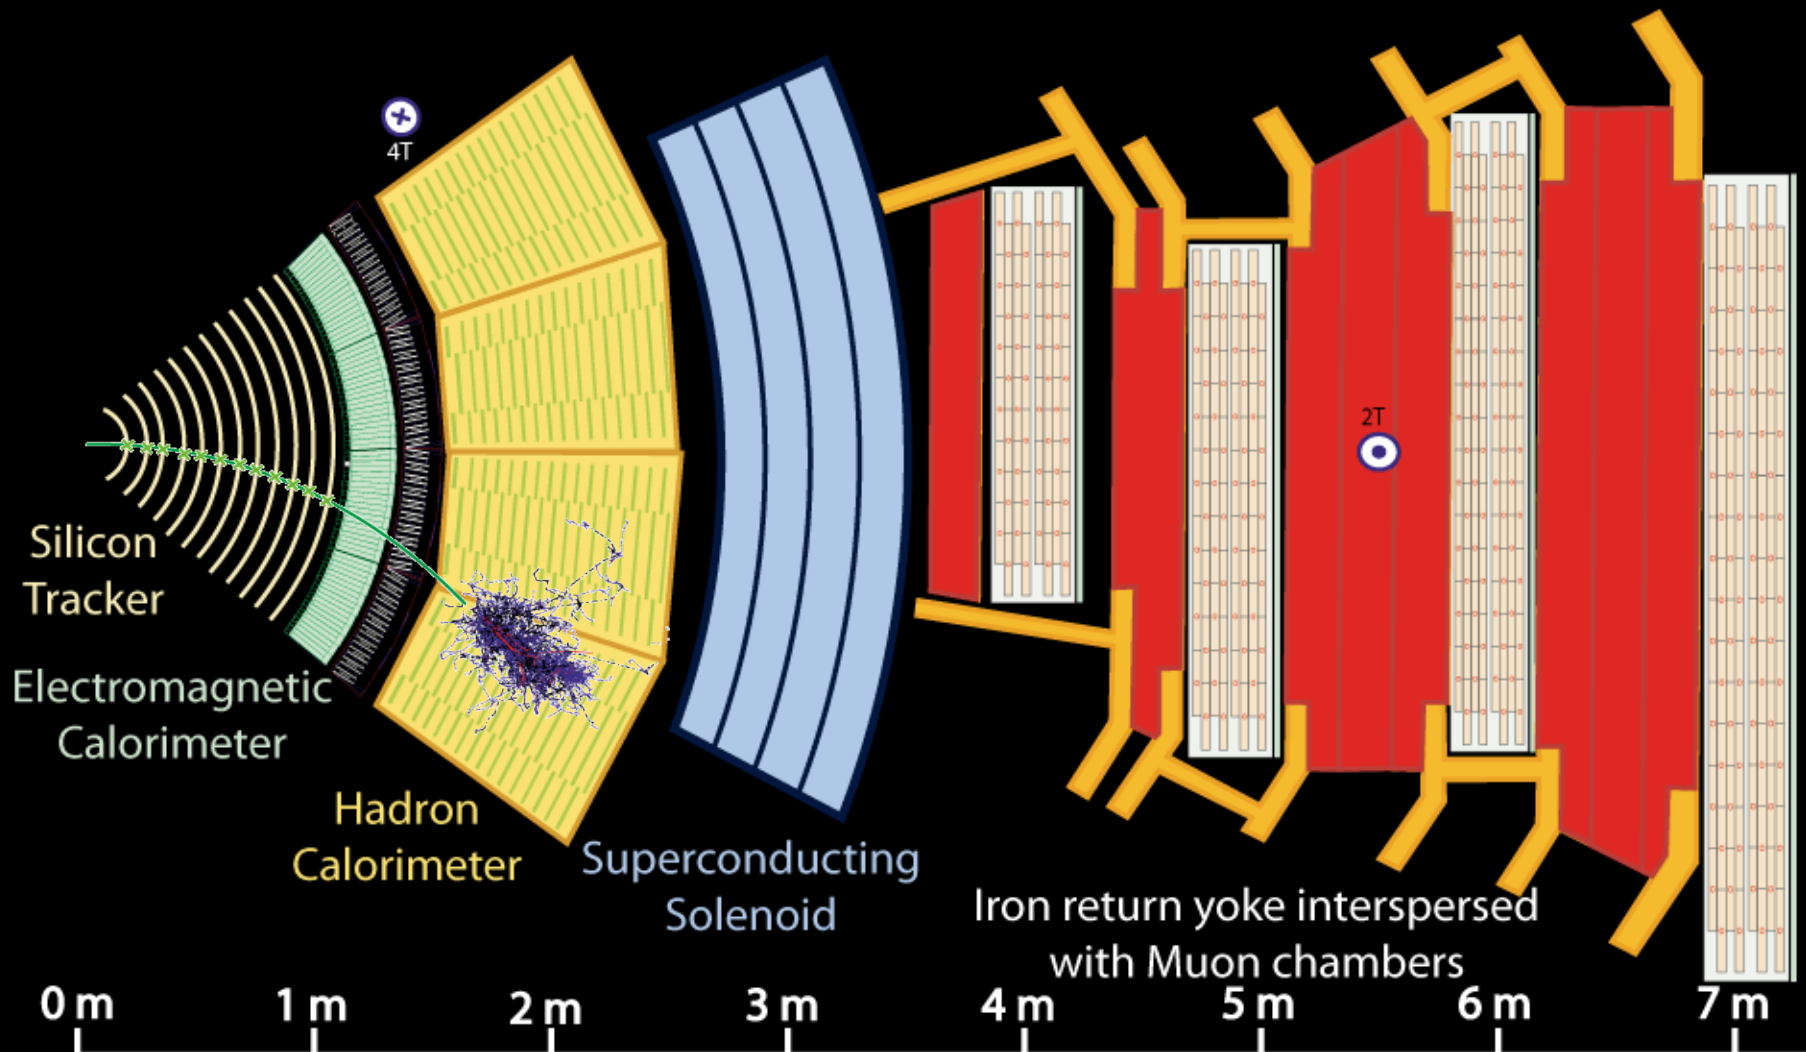 4T
2T
Silicon
Tracker
Electromagnetic
Calorimeter
Hadron
Calorimeter
Superconducting
Solenoid
Iron return yoke interspersed
with Muon chambers
0 m 1 m 2 m 3 m 4 m 5 m 6 m 7 m